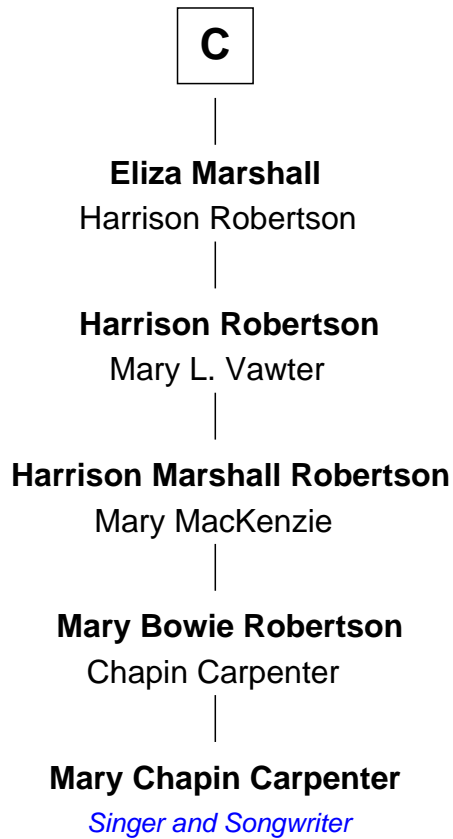 C
Eliza Marshall
Harrison Robertson
Harrison Robertson
Mary L. Vawter
Harrison Marshall Robertson
Mary MacKenzie
Mary Bowie Robertson
Chapin Carpenter
Mary Chapin Carpenter
Singer and Songwriter